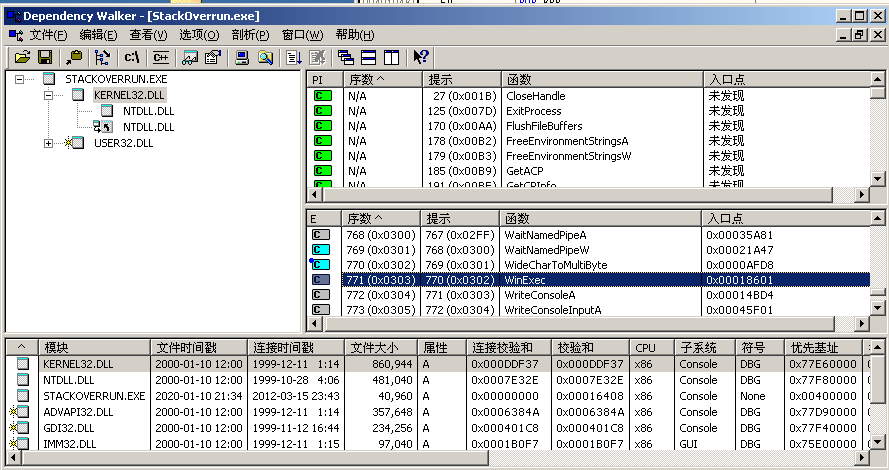 Dependency Walker - [StackOverrun.exe]
文件(F) 编辑(E) 查看(V) 选项(O) 剖析(P) 窗口(W) 帮助(H)
C:\ C++
STACKOVERRUN.EXE
KERNEL32.DLL
NTDLL.DLL
NTDLL.DLL
USER32.DLL
PI 序数 ^ 提示 函数 入口点
C N/A 27 (0x001B) CloseHandle 未发现
C N/A 125 (0x007D) ExitProcess 未发现
C N/A 170 (0x00AA) FlushFileBuffers 未发现
C N/A 178 (0x00B2) FreeEnvironmentStringsA 未发现
C N/A 179 (0x00B3) FreeEnvironmentStringsW 未发现
C N/A 185 (0x00B9) GetACP 未发现
C N/A 191 (0x00BF) GetCPInfo 未发现
E 序数 ^ 提示 函数 入口点
C 768 (0x0300) 767 (0x02FF) WaitNamedPipeA 0x00035A81
C 769 (0x0301) 768 (0x0300) WaitNamedPipeW 0x00021A47
C 770 (0x0302) 769 (0x0301) WideCharToMultiByte 0x0000AFD8
C 771 (0x0303) 770 (0x0302) WinExec 0x00018601
C 772 (0x0304) 771 (0x0303) WriteConsoleA 0x00014BD4
C 773 (0x0305) 772 (0x0304) WriteConsoleInputA 0x00045F01
^ 模块 文件时间戳 连接时间戳 文件大小 属性 连接校验和 校验和 CPU 子系统 符号 优先基址
KERNEL32.DLL 2000-01-10 12:00 1999-12-11 1:14 860,944 A 0x000DDF37 0x000DDF37 x86 Console DBG 0x77E60000
NTDLL.DLL 2000-01-10 12:00 1999-10-28 4:06 481,040 A 0x0007E32E 0x0007E32E x86 Console DBG 0x77F80000
STACKOVERRUN.EXE 2020-01-10 21:34 2012-03-15 23:43 40,960 A 0x00000000 0x00016408 x86 Console None 0x00400000
ADVAPI32.DLL 2000-01-10 12:00 1999-12-11 1:14 357,648 A 0x0006384A 0x0006384A x86 Console DBG 0x77D90000
GDI32.DLL 2000-01-10 12:00 1999-11-12 16:44 234,256 A 0x000401C8 0x000401C8 x86 Console DBG 0x77F40000
IMM32.DLL 2000-01-10 12:00 1999-12-11 1:15 97,040 A 0x0001B0F7 0x0001B0F7 x86 GUI DBG 0x75E00000